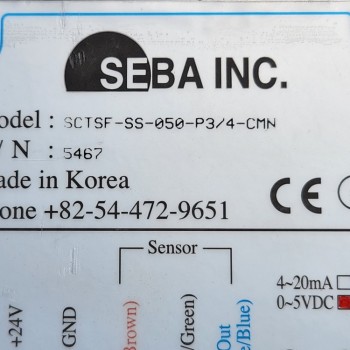 SEBA INC.
odel : SCTSF-SS-050-P3/4-CMN
/ N : 5467
ade in Korea
one +82-54-472-9651
CE
Sensor
4~20mA
0~5VDC
+24V
GND
Brown)
/Green)
Out
e/Blue)